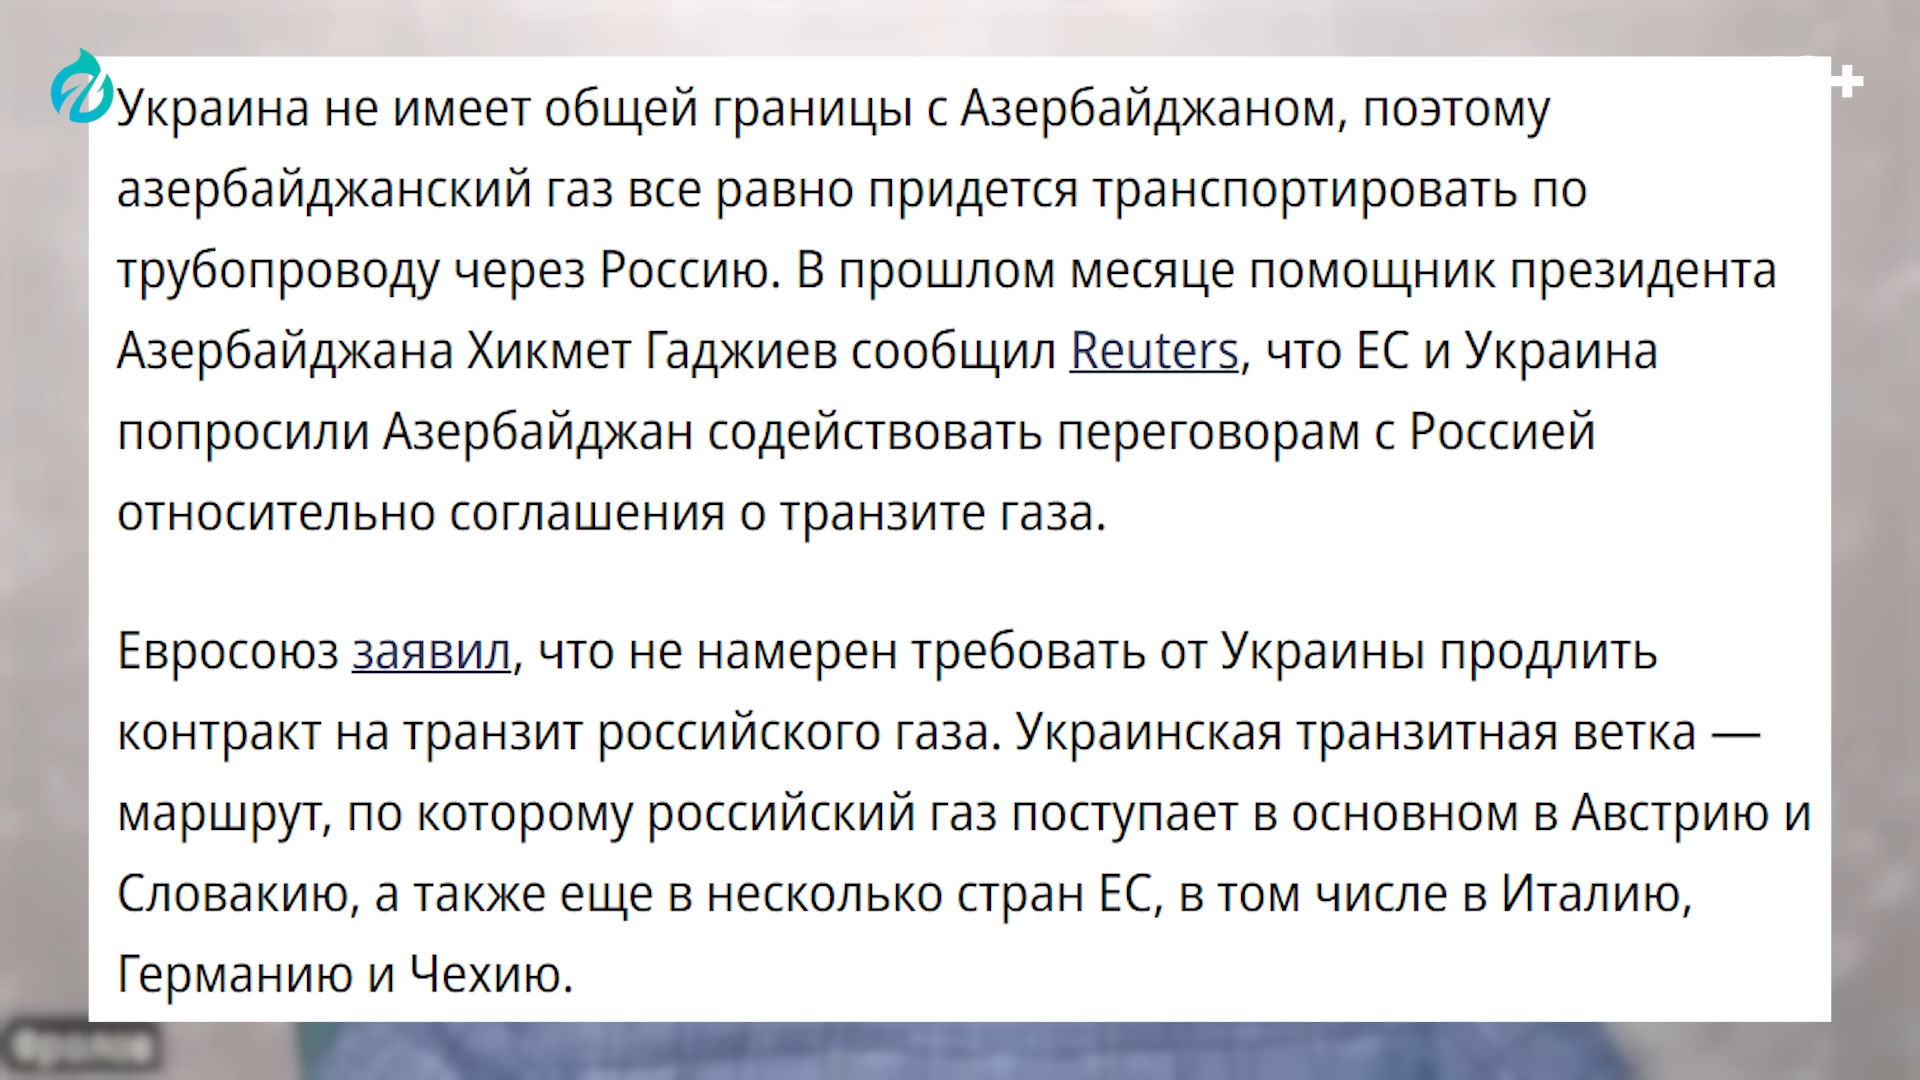 Украина не имеет общей границы с Азербайджаном, поэтому
азербайджанский газ все равно придется транспортировать по
трубопроводу через Россию. В прошлом месяце помощник президента
Азербайджана Хикмет Гаджиев сообщил Reuters, что ЕС и Украина
попросили Азербайджан содействовать переговорам с Россией
относительно соглашения о транзите газа.
Евросоюз заявил, что не намерен требовать от Украины продлить
контракт на транзит российского газа. Украинская транзитная ветка —
маршрут, по которому российский газ поступает в основном в Австрию и
Словакию, а также еще в несколько стран ЕС, в том числе в Италию,
Германию и Чехию.